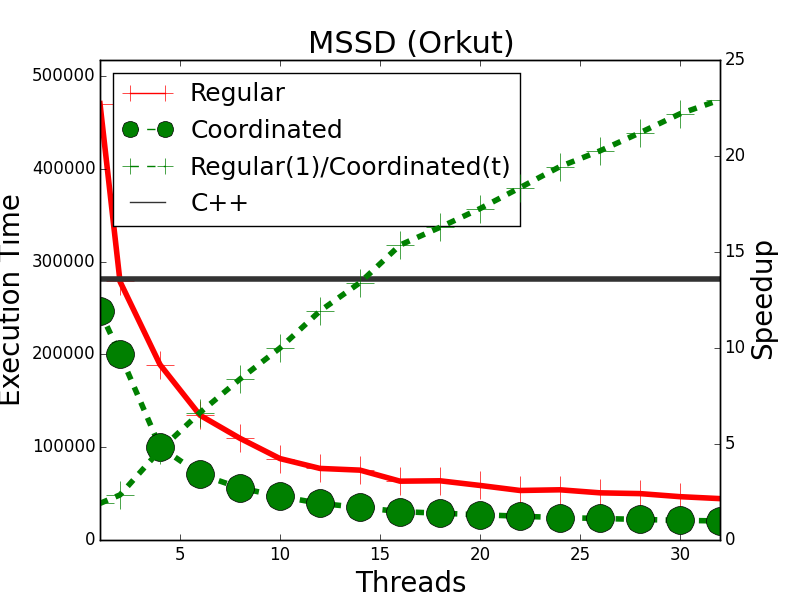 MSSD (Orkut)
Regular
Coordinated
Regular(1)/Coordinated(t)
C++
500000
400000
300000
200000
100000
0
Execution Time
25
20
15
10
5
0
Speedup
5
10
15
20
25
30
Threads